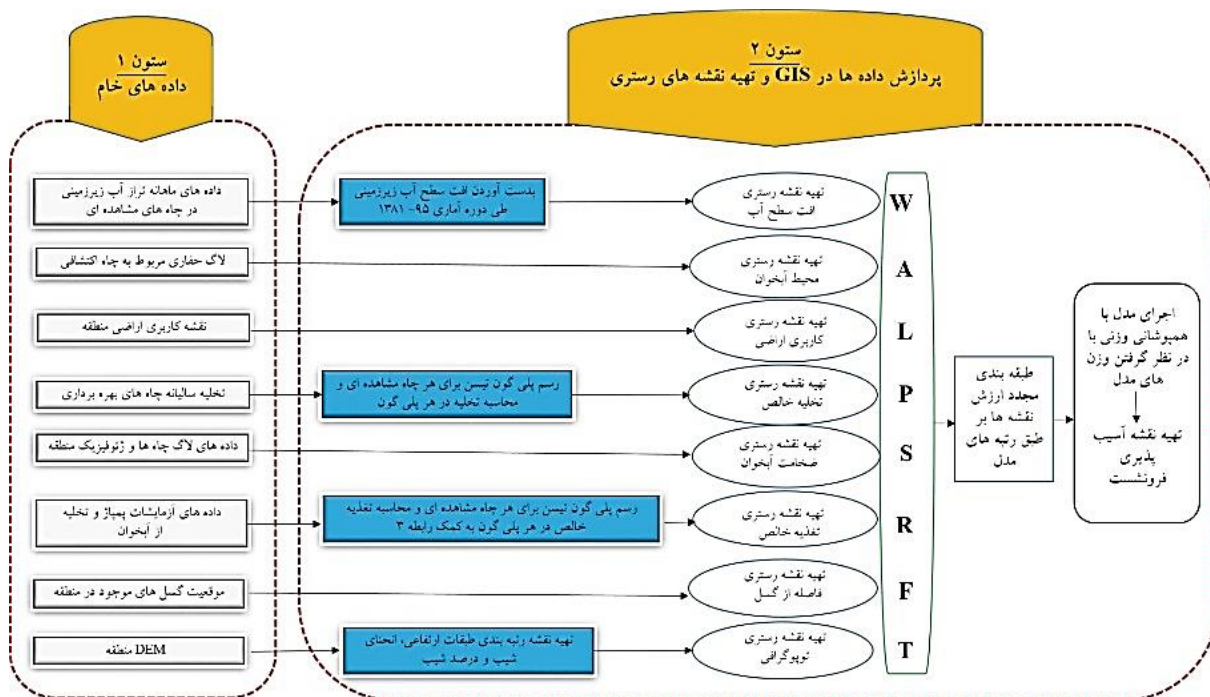 ستون ۱
داده های خام
ستون ۲
پردازش داده ها در GIS و تهیه نقشه های رستری
داده های ماهانه تراز آب زیرزمینی
در چاه های مشاهده ای
بدست آوردن افت سطح آب زیرزمینی
طی دوره آماری ۹۵- ۱۳۸۱
تهیه نقشه رستری
افت سطح آب
W
لاگ حفاری مربوط به چاه اکتشافی
تهیه نقشه رستری
محیط آبخوان
A
نقشه کاربری اراضی منطقه
تهیه نقشه رستری
کاربری اراضی
L
تخلیه سالیانه چاه های بهره برداری
رسم پلی گون تیسن برای هر چاه مشاهده ای و
محاسبه تخلیه در هر پلی گون
تهیه نقشه رستری
تخلیه خالص
P
داده های لاگ چاه ها و ژئوفیزیک منطقه
تهیه نقشه رستری
ضخامت آبخوان
S
داده های آزمایشات پمپاژ و تخلیه
از آبخوان
رسم پلی گون تیسن برای هر چاه مشاهده ای و محاسبه تغذیه
خالص در هر پلی گون به کمک رابطه ۳
تهیه نقشه رستری
تغذیه خالص
R
موقعیت گسل های موجود در منطقه
تهیه نقشه رستری
فاصله از گسل
F
DEM منطقه
تهیه نقشه رتبه بندی طبقات ارتفاعی، انحنای
شیب و درصد شیب
تهیه نقشه رستری
توپوگرافی
T
طبقه بندی
مجدد ارزش
نقشه ها بر
طبق رتبه های
مدل
اجرای مدل با
همپوشانی وزنی با
در نظر گرفتن وزن
های مدل
تهیه نقشه آسیب
پذیری
فرونشست